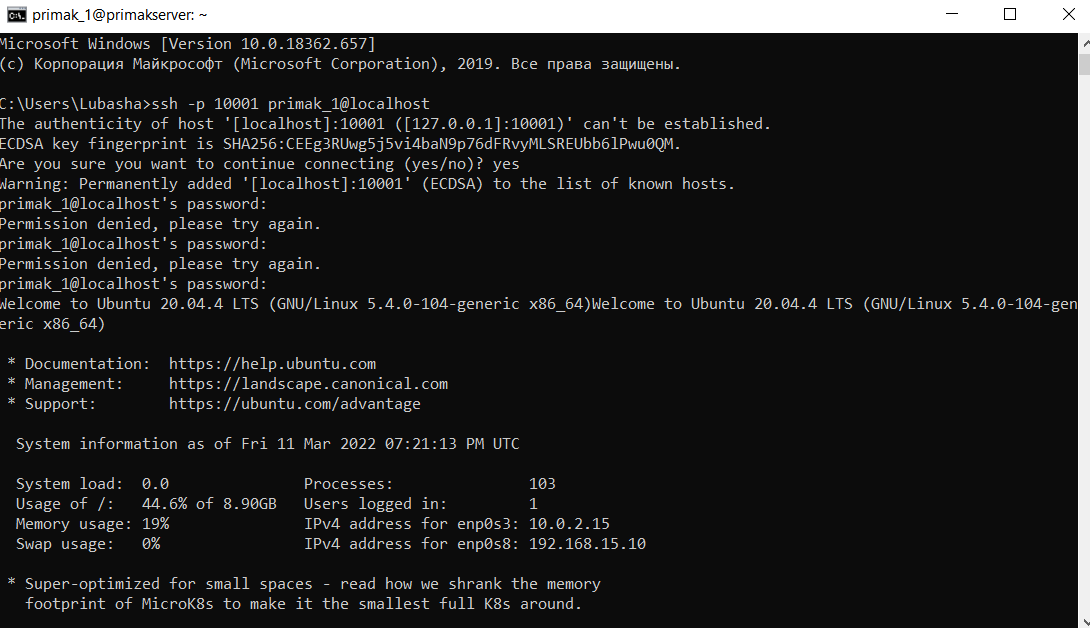 primak_1@primakserver: ~
Microsoft Windows [Version 10.0.18362.657]
(c) Корпорация Майкрософт (Microsoft Corporation), 2019. Все права защищены.
C:\Users\Lubasha>ssh -p 10001 primak_1@localhost
The authenticity of host '[localhost]:10001 ([127.0.0.1]:10001)' can't be established.
ECDSA key fingerprint is SHA256:CEEg3RUwg5j5vi4baN9p76dFRvyMLSREUbb6lPwu0QM.
Are you sure you want to continue connecting (yes/no)? yes
Warning: Permanently added '[localhost]:10001' (ECDSA) to the list of known hosts.
primak_1@localhost's password:
Permission denied, please try again.
primak_1@localhost's password:
Permission denied, please try again.
primak_1@localhost's password:
Welcome to Ubuntu 20.04.4 LTS (GNU/Linux 5.4.0-104-generic x86_64)Welcome to Ubuntu 20.04.4 LTS (GNU/Linux 5.4.0-104-gen
eric x86_64)
* Documentation:  https://help.ubuntu.com
* Management:     https://landscape.canonical.com
* Support:        https://ubuntu.com/advantage
System information as of Fri 11 Mar 2022 07:21:13 PM UTC
System load:  0.0               Processes:               103
Usage of /:   44.6% of 8.90GB   Users logged in:         1
Memory usage: 19%               IPv4 address for enp0s3: 10.0.2.15
Swap usage:   0%                IPv4 address for enp0s8: 192.168.15.10
* Super-optimized for small spaces - read how we shrank the memory
footprint of MicroK8s to make it the smallest full K8s around.